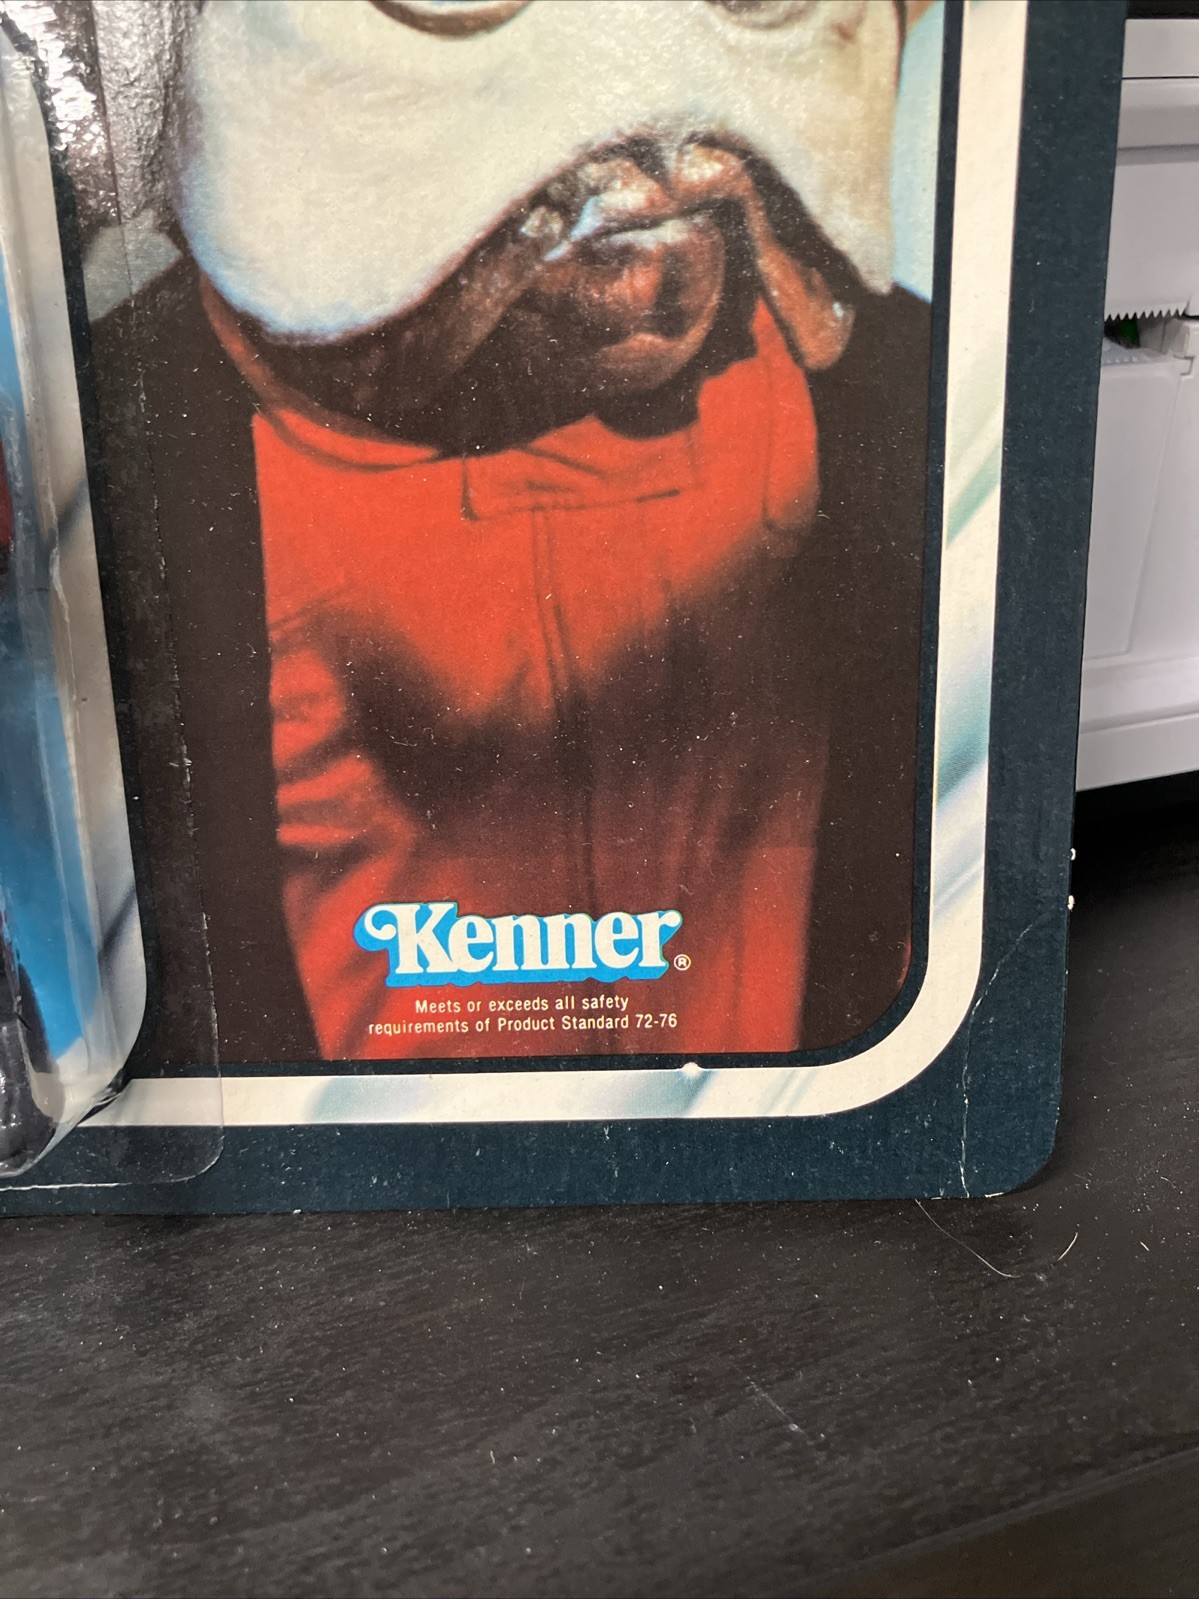 Kenner®
Meets or exceeds all safety
requirements of Product Standard 72-76